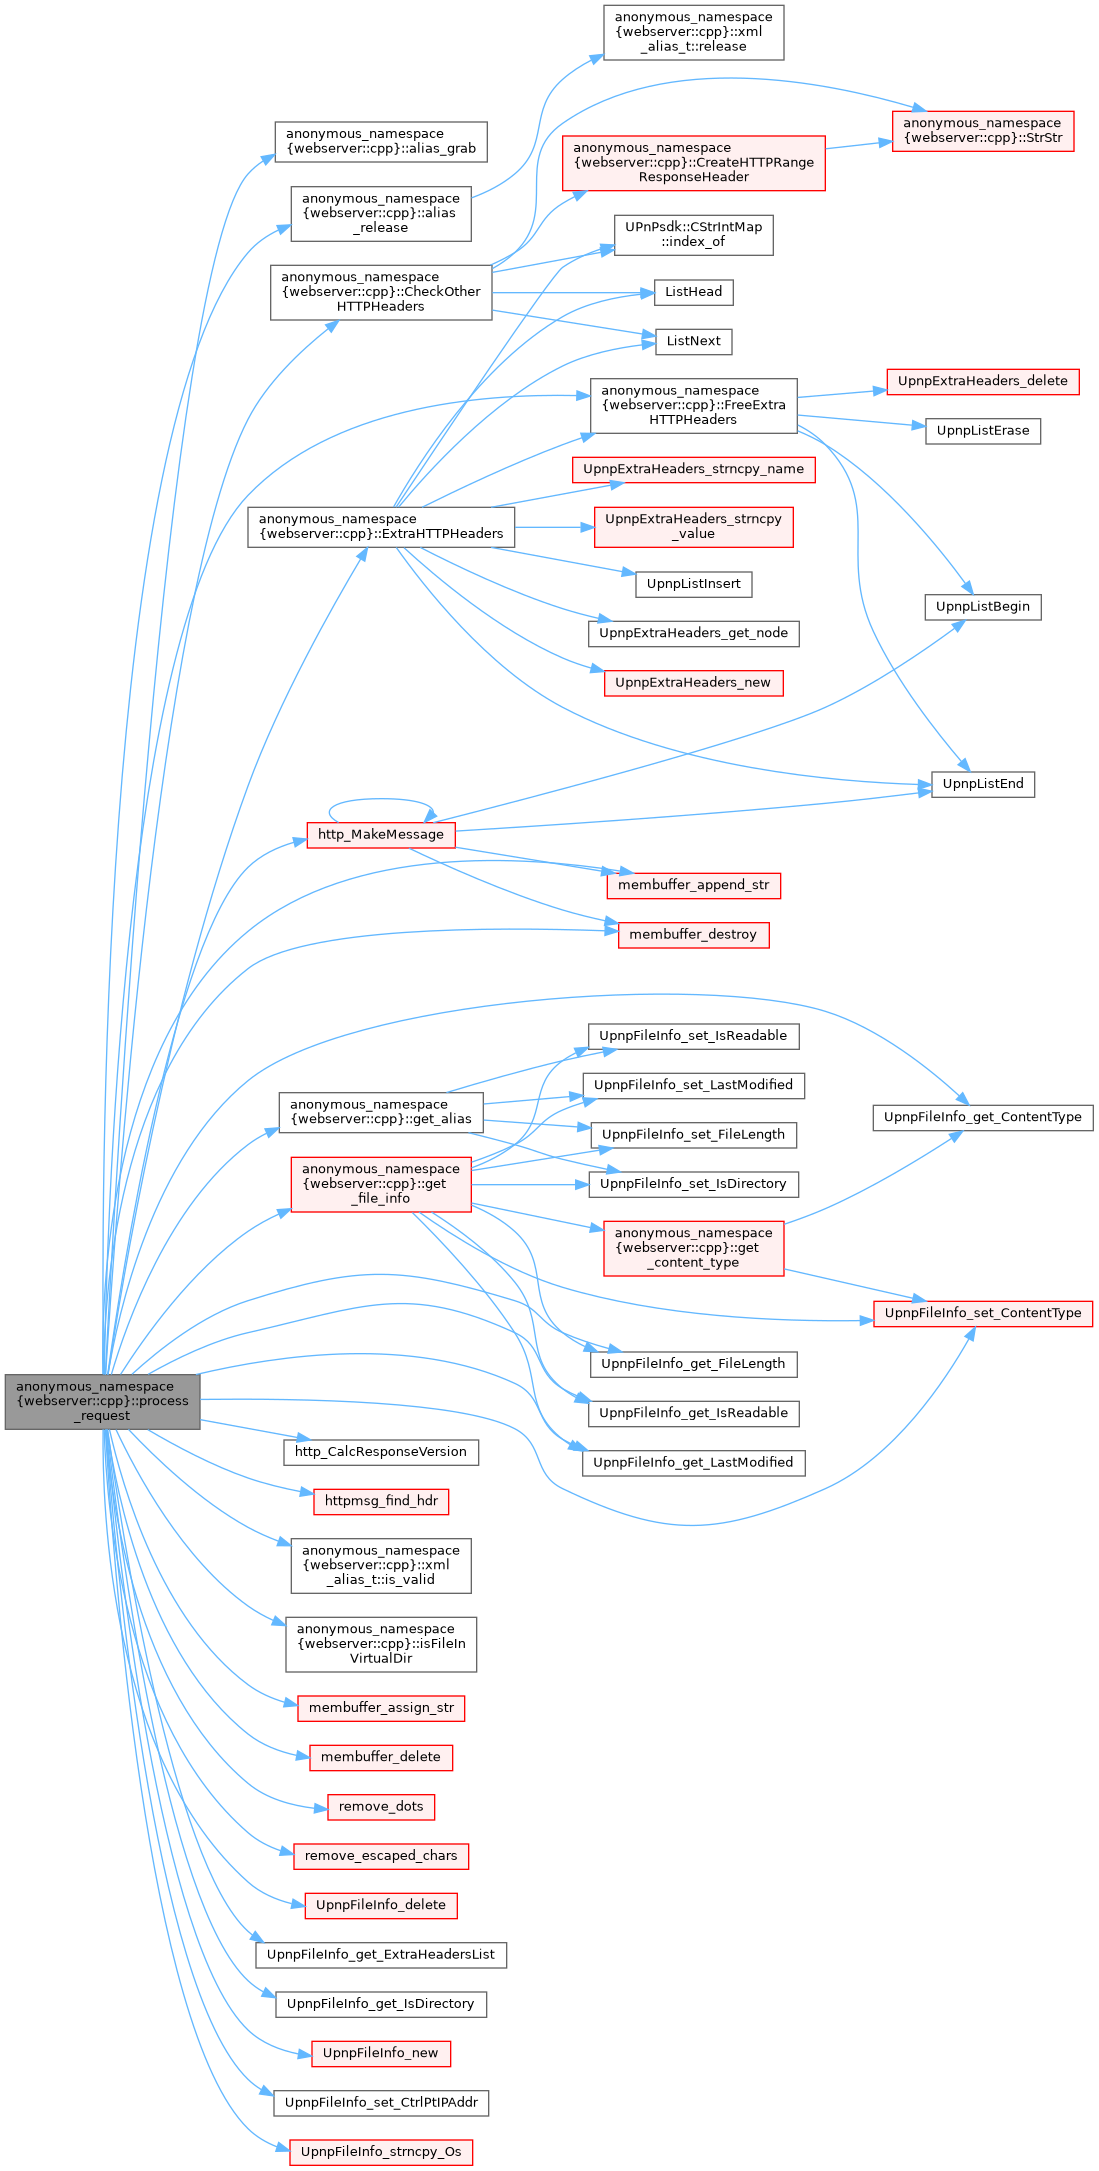 anonymous_namespace
{webserver::cpp}::xml
_alias_t::release
anonymous_namespace
{webserver::cpp}::StrStr
anonymous_namespace
{webserver::cpp}::alias_grab
anonymous_namespace
{webserver::cpp}::CreateHTTPRange
ResponseHeader
anonymous_namespace
{webserver::cpp}::alias
_release
UPnPsdk::CStrIntMap
::index_of
anonymous_namespace
{webserver::cpp}::CheckOther
HTTPHeaders
ListHead
ListNext
anonymous_namespace
{webserver::cpp}::FreeExtra
HTTPHeaders
UpnpExtraHeaders_delete
UpnpListErase
UpnpExtraHeaders_strncpy_name
anonymous_namespace
{webserver::cpp}::ExtraHTTPHeaders
UpnpExtraHeaders_strncpy
_value
UpnpListInsert
UpnpListBegin
UpnpExtraHeaders_get_node
UpnpExtraHeaders_new
UpnpListEnd
http_MakeMessage
membuffer_append_str
membuffer_destroy
UpnpFileInfo_set_IsReadable
UpnpFileInfo_set_LastModified
anonymous_namespace
{webserver::cpp}::get_alias
UpnpFileInfo_get_ContentType
UpnpFileInfo_set_FileLength
anonymous_namespace
{webserver::cpp}::get
_file_info
UpnpFileInfo_set_IsDirectory
anonymous_namespace
{webserver::cpp}::get
_content_type
UpnpFileInfo_set_ContentType
UpnpFileInfo_get_FileLength
anonymous_namespace
{webserver::cpp}::process
_request
UpnpFileInfo_get_IsReadable
http_CalcResponseVersion
UpnpFileInfo_get_LastModified
httpmsg_find_hdr
anonymous_namespace
{webserver::cpp}::xml
_alias_t::is_valid
anonymous_namespace
{webserver::cpp}::isFileIn
VirtualDir
membuffer_assign_str
membuffer_delete
remove_dots
remove_escaped_chars
UpnpFileInfo_delete
UpnpFileInfo_get_ExtraHeadersList
UpnpFileInfo_get_IsDirectory
UpnpFileInfo_new
UpnpFileInfo_set_CtrlPtIPAddr
UpnpFileInfo_strncpy_Os